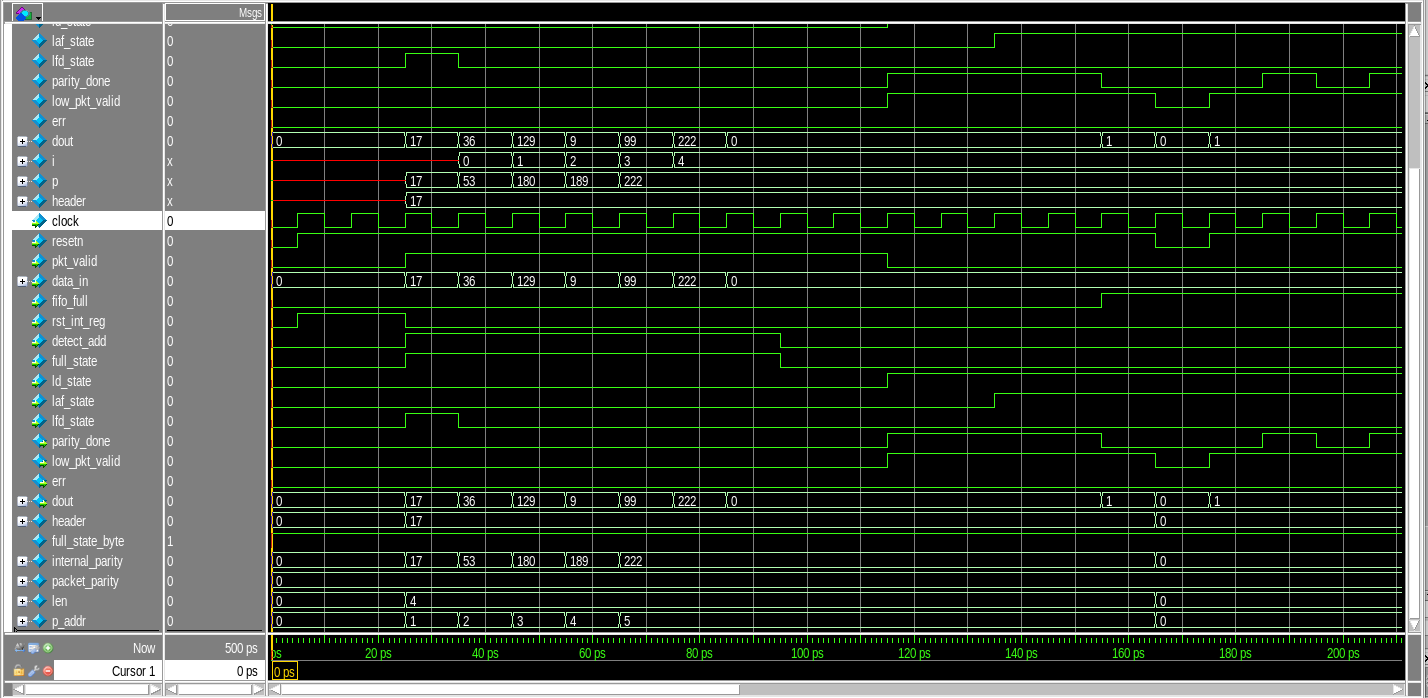 Msgs
laf_state 0
lfd_state 0
parity_done 0
low_pkt_valid 0
err 0
dout 0 0 17 36 129 9 99 222 0 1 0 1
i x 0 1 2 3 4
p x 17 53 180 189 222
header x 17
clock 0
resetn 0
pkt_valid 0
data_in 0 0 17 36 129 9 99 222 0
fifo_full 0
rst_int_reg 0
detect_add 0
full_state 0
ld_state 0
laf_state 0
lfd_state 0
parity_done 0
low_pkt_valid 0
err 0
dout 0 0 17 36 129 9 99 222 0 1 0 1
header 0 0 17 0
full_state_byte 1
internal_parity 0 0 17 53 180 189 222 0
packet_parity 0 0
len 0 0 4 0
p_addr 0 0 1 2 3 4 5 0
Now 500 ps ps 20 ps 40 ps 60 ps 80 ps 100 ps 120 ps 140 ps 160 ps 180 ps 200 ps
Cursor 1 0 ps 0 ps